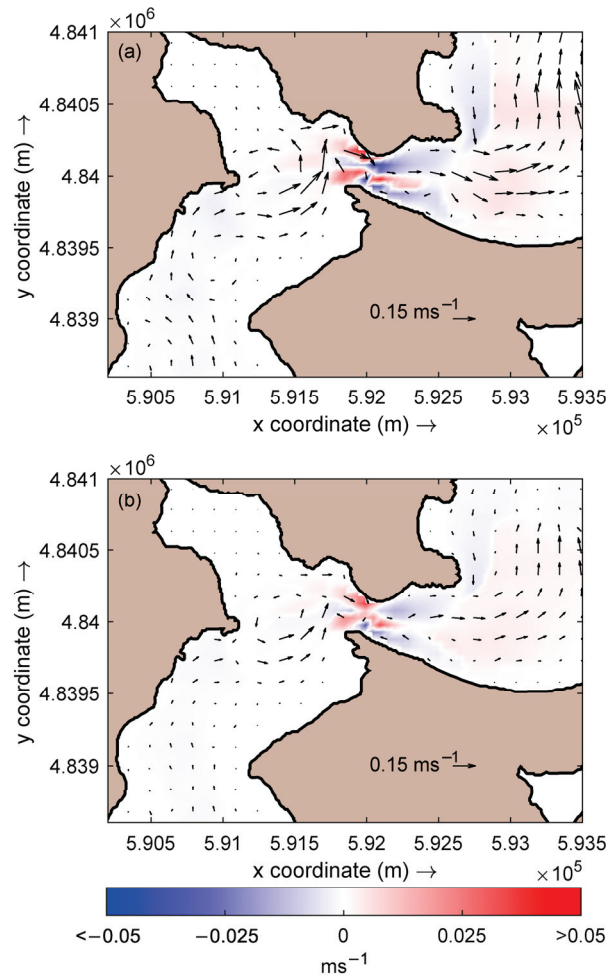 × 10⁶
4.841
(a)
4.8405
4.84
4.8395
4.839
y coordinate (m) →
0.15 ms⁻¹
5.905 5.91 5.915 5.92 5.925 5.93 5.935
x coordinate (m) →
×10⁵
× 10⁶
4.841
(b)
4.8405
4.84
4.8395
4.839
y coordinate (m) →
0.15 ms⁻¹
5.905 5.91 5.915 5.92 5.925 5.93 5.935
x coordinate (m) →
×10⁵
<−0.05 −0.025 0 0.025 >0.05
ms⁻¹